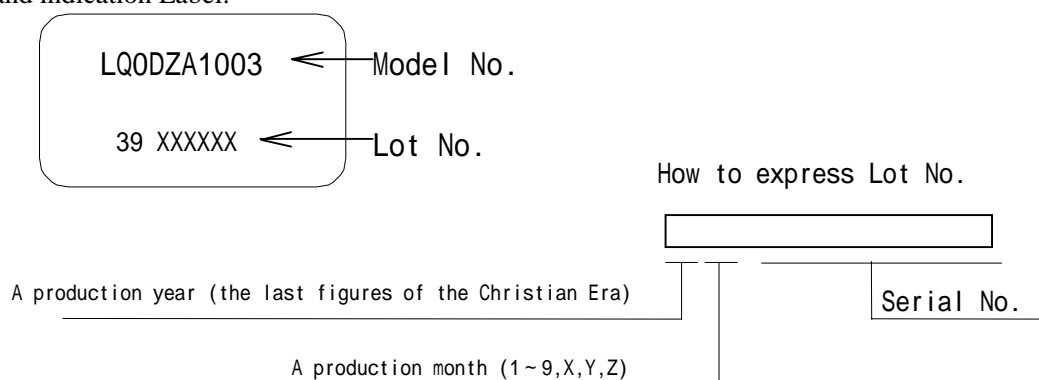 and indication Label.
LQ0DZA1003 Model No.
39 XXXXXX Lot No.
How to express Lot No.
A production year (the last figures of the Christian Era)
Serial No.
A production month (1~9,X,Y,Z)